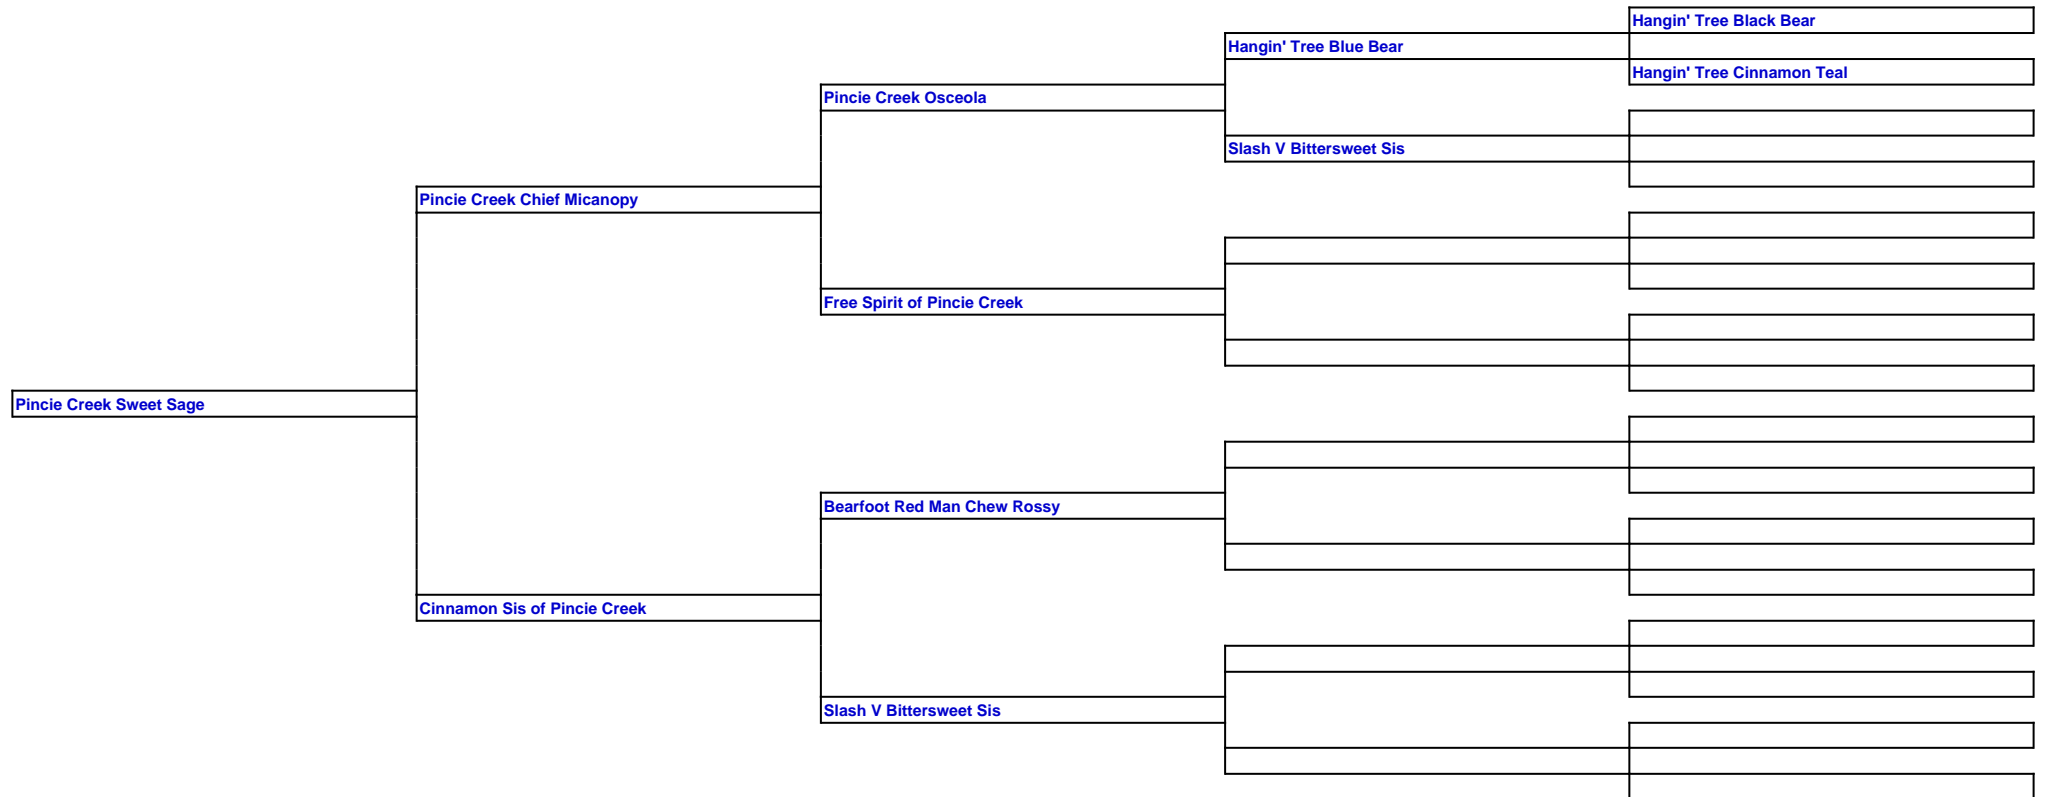 Hangin' Tree Black Bear
Hangin' Tree Blue Bear
Hangin' Tree Cinnamon Teal
Pincie Creek Osceola
Slash V Bittersweet Sis
Pincie Creek Chief Micanopy
Free Spirit of Pincie Creek
Pincie Creek Sweet Sage
Bearfoot Red Man Chew Rossy
Cinnamon Sis of Pincie Creek
Slash V Bittersweet Sis